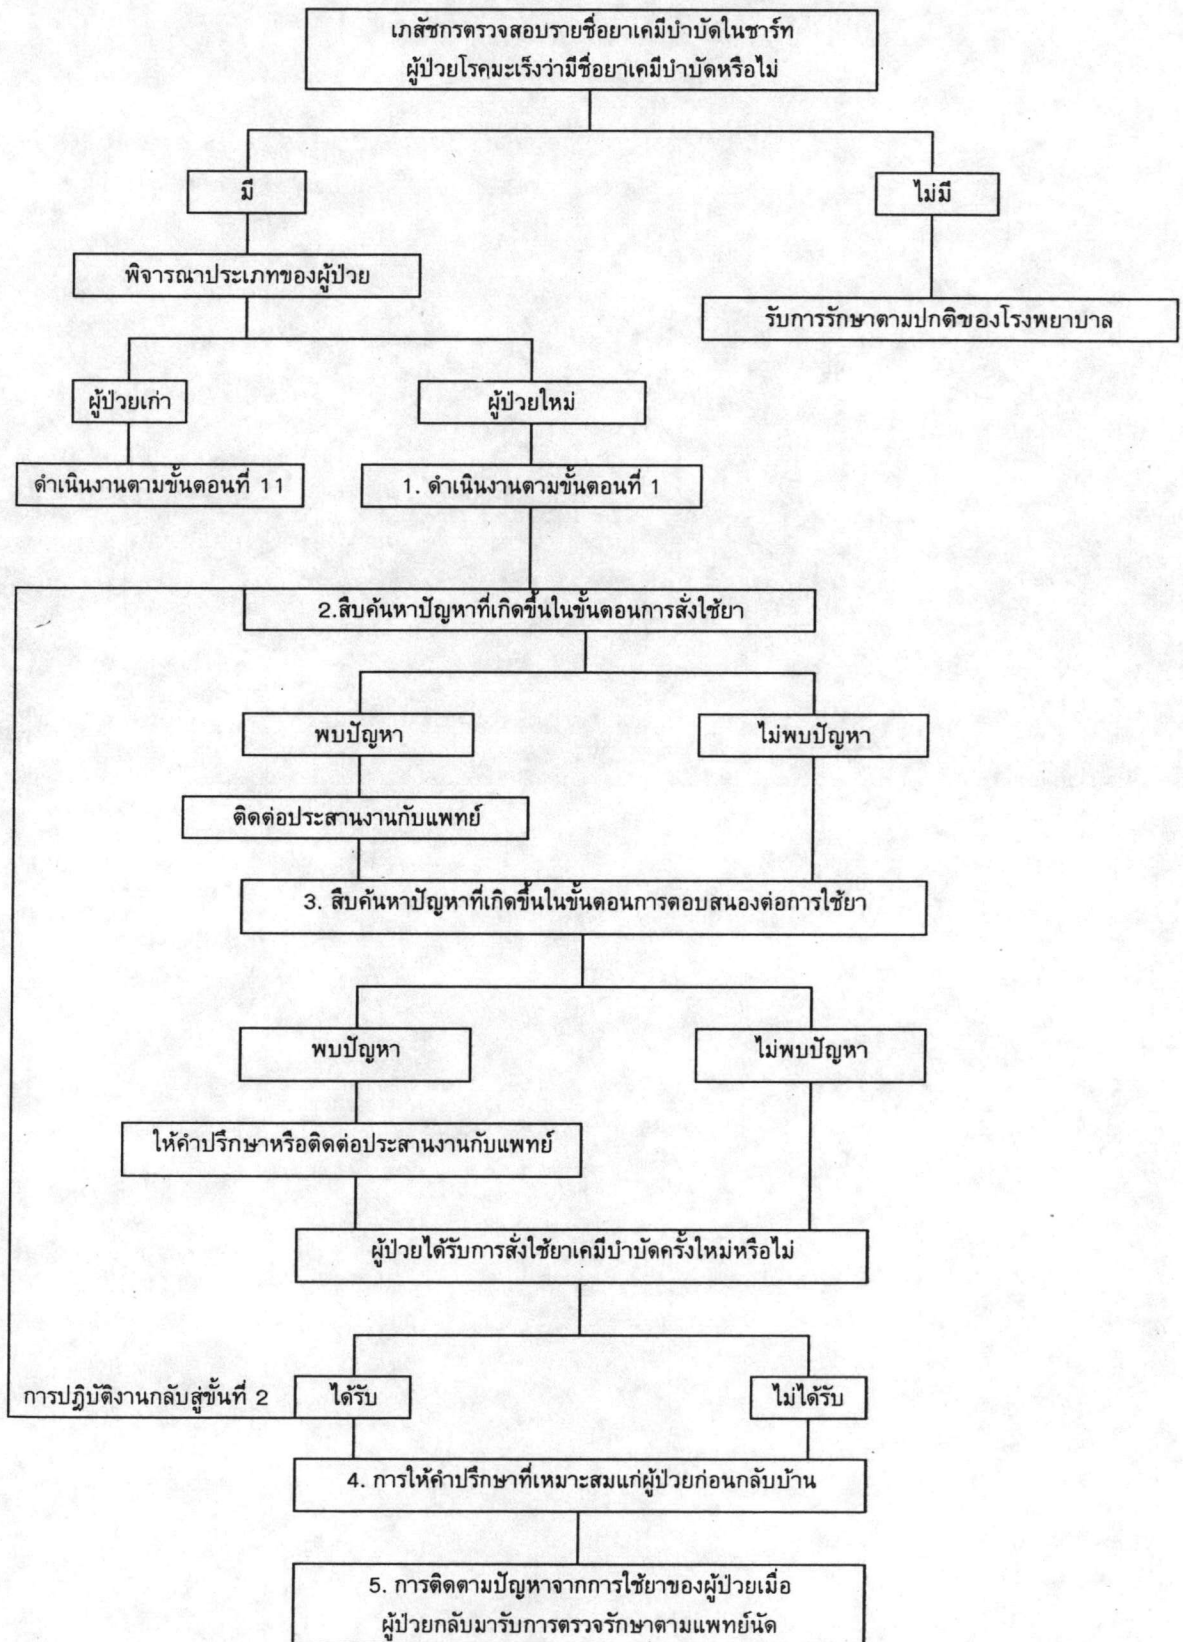 เภสัชกรตรวจสอบรายชื่อยาเคมีบำบัดในชาร์ท
ผู้ป่วยโรคมะเร็งว่ามีชื่อยาเคมีบำบัดหรือไม่
มี
ไม่มี
พิจารณาประเภทของผู้ป่วย
รับการรักษาตามปกติของโรงพยาบาล
ผู้ป่วยเก่า
ผู้ป่วยใหม่
ดำเนินงานตามขั้นตอนที่ 11
1. ดำเนินงานตามขั้นตอนที่ 1
2.สืบค้นหาปัญหาที่เกิดขึ้นในขั้นตอนการสั่งใช้ยา
พบปัญหา
ไม่พบปัญหา
ติดต่อประสานงานกับแพทย์
3. สืบค้นหาปัญหาที่เกิดขึ้นในขั้นตอนการตอบสนองต่อการใช้ยา
พบปัญหา
ไม่พบปัญหา
ให้คำปรึกษาหรือติดต่อประสานงานกับแพทย์
ผู้ป่วยได้รับการสั่งใช้ยาเคมีบำบัดครั้งใหม่หรือไม่
การปฏิบัติงานกลับสู่ขั้นที่ 2
ได้รับ
ไม่ได้รับ
4. การให้คำปรึกษาที่เหมาะสมแก่ผู้ป่วยก่อนกลับบ้าน
5. การติดตามปัญหาจากการใช้ยาของผู้ป่วยเมื่อ
ผู้ป่วยกลับมารับการตรวจรักษาตามแพทย์นัด